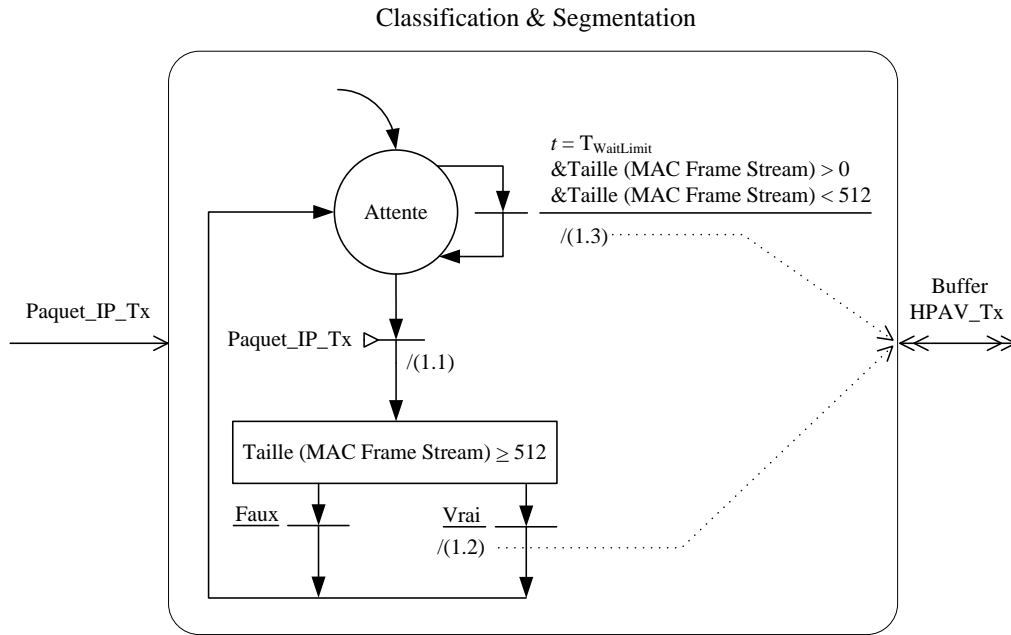 Classification & Segmentation
t = TWaitLimit
&Taille (MAC Frame Stream) > 0
&Taille (MAC Frame Stream) < 512
Attente
/(1.3)
Paquet_IP_Tx
Buffer
HPAV_Tx
Paquet_IP_Tx
/(1.1)
Taille (MAC Frame Stream) ≥ 512
Faux
Vrai
/(1.2)